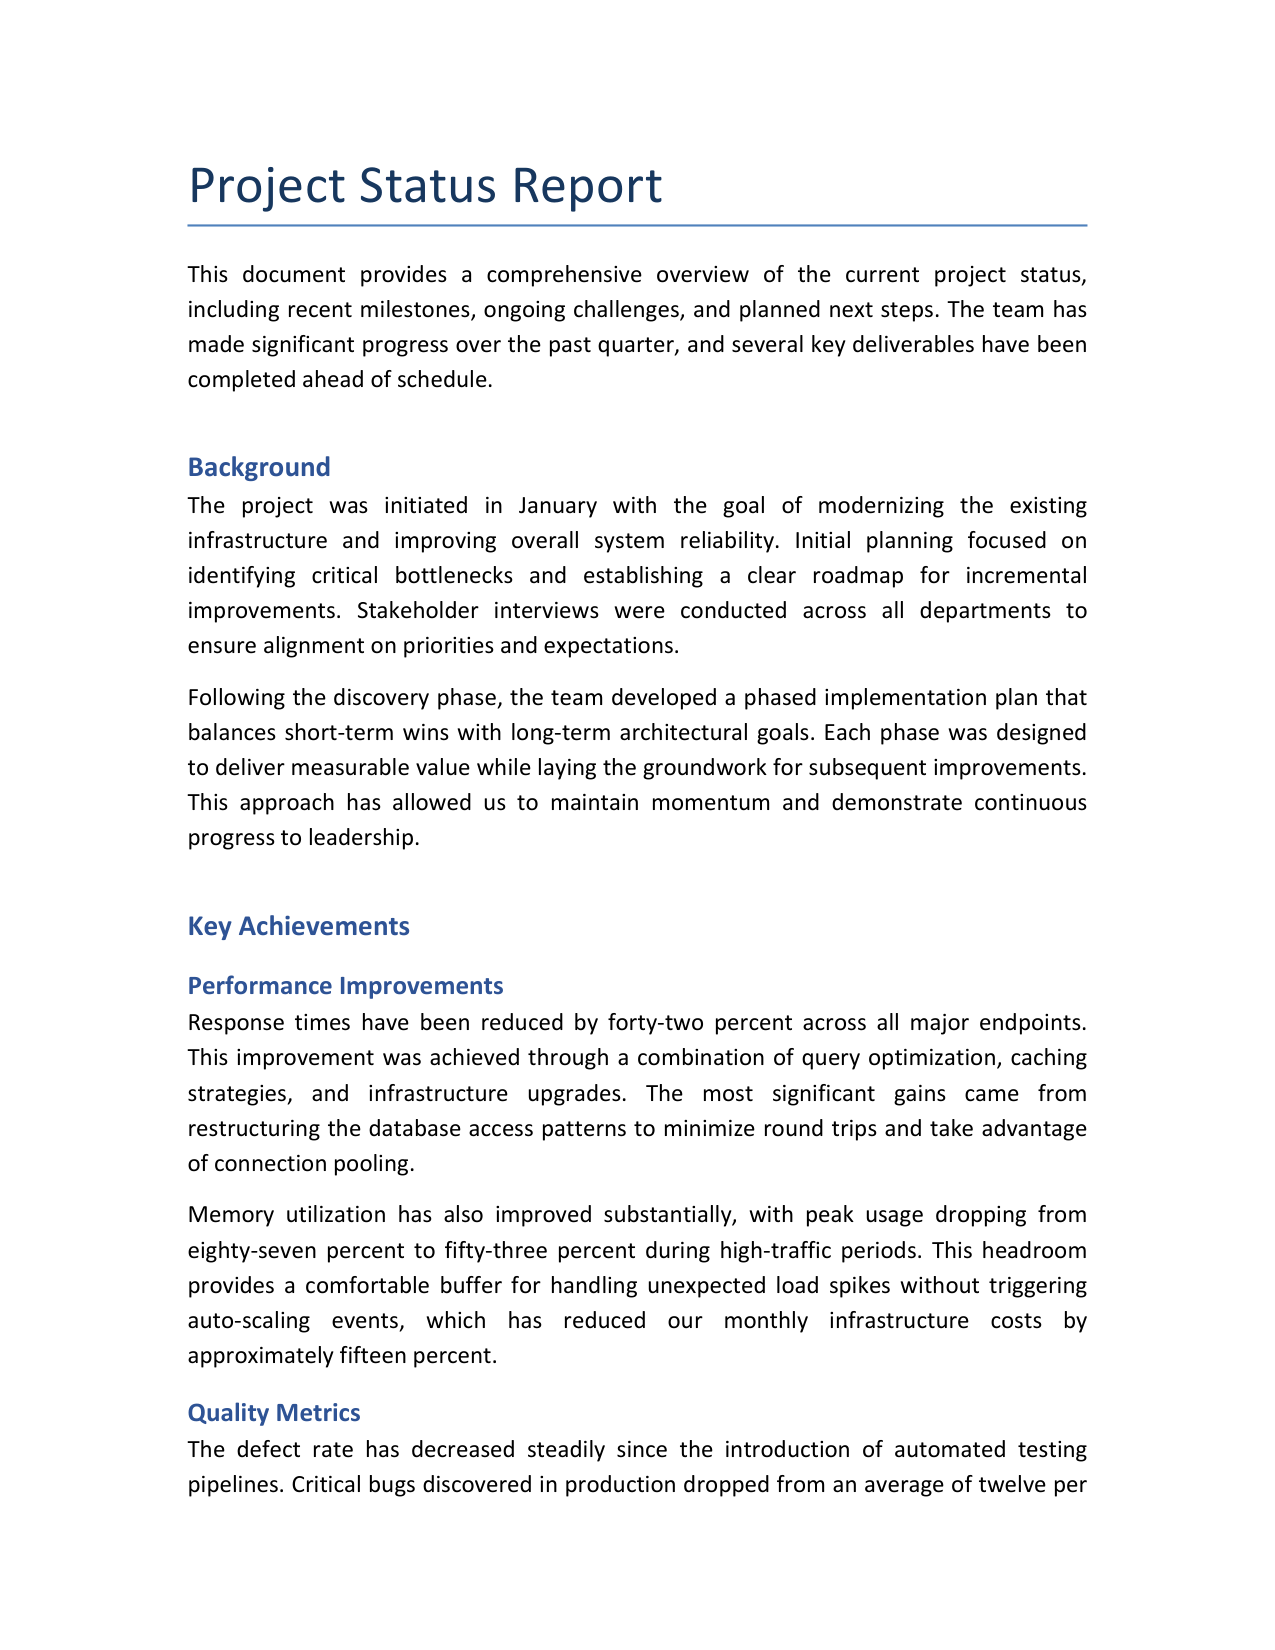 Project Status Report
This document provides a comprehensive overview of the current project status,
including recent milestones, ongoing challenges, and planned next steps. The team has
made significant progress over the past quarter, and several key deliverables have been
completed ahead of schedule.
Background
The project was initiated in January with the goal of modernizing the existing
infrastructure and improving overall system reliability. Initial planning focused on
identifying critical bottlenecks and establishing a clear roadmap for incremental
improvements. Stakeholder interviews were conducted across all departments to
ensure alignment on priorities and expectations.
Following the discovery phase, the team developed a phased implementation plan that
balances short-term wins with long-term architectural goals. Each phase was designed
to deliver measurable value while laying the groundwork for subsequent improvements.
This approach has allowed us to maintain momentum and demonstrate continuous
progress to leadership.
Key Achievements
Performance Improvements
Response times have been reduced by forty-two percent across all major endpoints.
This improvement was achieved through a combination of query optimization, caching
strategies, and infrastructure upgrades. The most significant gains came from
restructuring the database access patterns to minimize round trips and take advantage
of connection pooling.
Memory utilization has also improved substantially, with peak usage dropping from
eighty-seven percent to fifty-three percent during high-traffic periods. This headroom
provides a comfortable buffer for handling unexpected load spikes without triggering
auto-scaling events, which has reduced our monthly infrastructure costs by
approximately fifteen percent.
Quality Metrics
The defect rate has decreased steadily since the introduction of automated testing
pipelines. Critical bugs discovered in production dropped from an average of twelve per